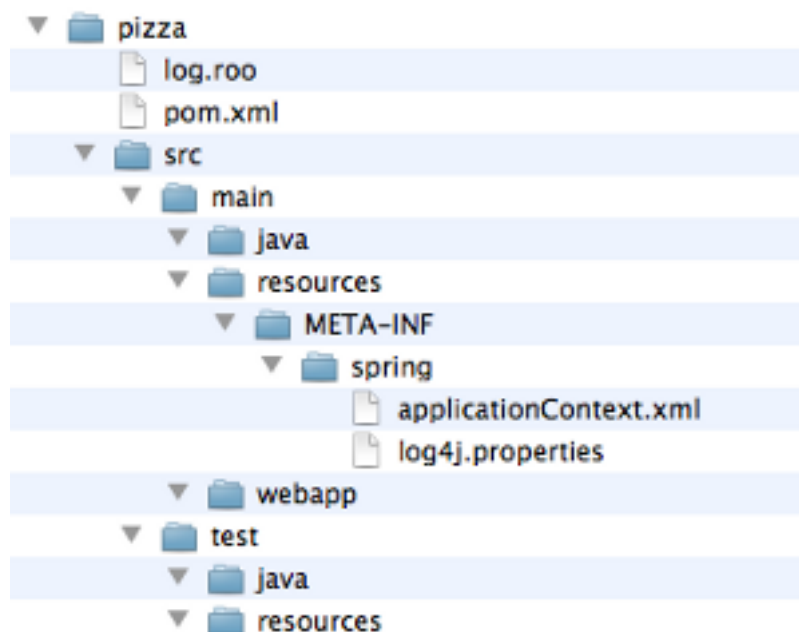 pizza
log.roo
pom.xml
src
main
java
resources
META-INF
spring
applicationContext.xml
log4j.properties
webapp
test
java
resources